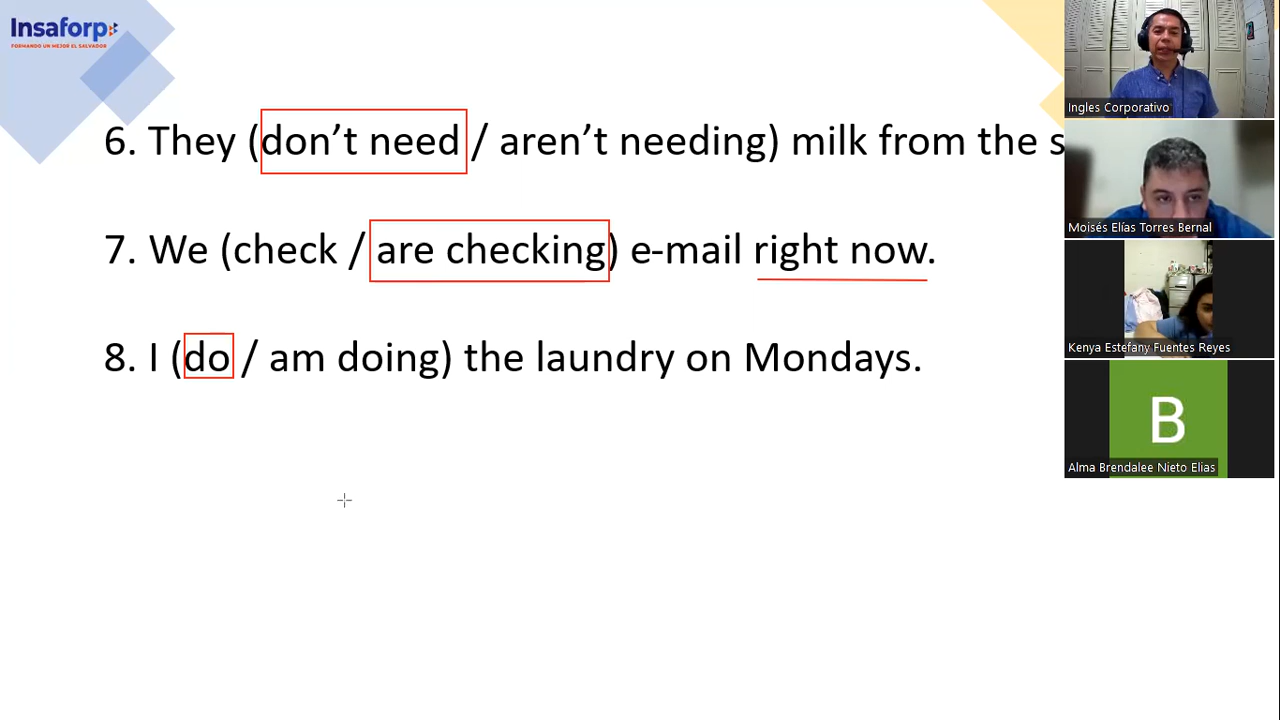 Insaforp
FORMANDO UN MEJOR EL SALVADOR
6. They (don’t need / aren’t needing) milk from the s
7. We (check / are checking) e-mail right now.
8. I (do / am doing) the laundry on Mondays.
Ingles Corporativo
Moisés Elías Torres Bernal
Kenya Estefany Fuentes Reyes
B
Alma Brendalee Nieto Elias